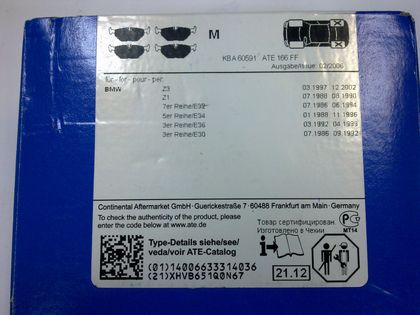 M
KBA 60591 ATE 166 FF
Ausgabe/Issue: 02/2006
für - for - pour - per:
BMW Z3 03.1997 12.2002
Z1 07.1988 06.1990
7er Reihe/E32 07.1986 06.1994
5er Reihe/E34 01.1988 11.1996
3er Reihe/E36 03.1992 04.1999
3er Reihe/E30 07.1986 09.1992
Continental Aftermarket GmbH · Guerickestraße 7 · 60488 Frankfurt am Main · Germany
To check the authenticity of the product, please
enter the code below at www.ate.de
Товар сертифицирован.
Изготовлено в Чехии
MT14
Type-Details siehe/see/
veda/voir ATE-Catalog
(01)14006633314036
(21)XHVB651Q0N67
21.12